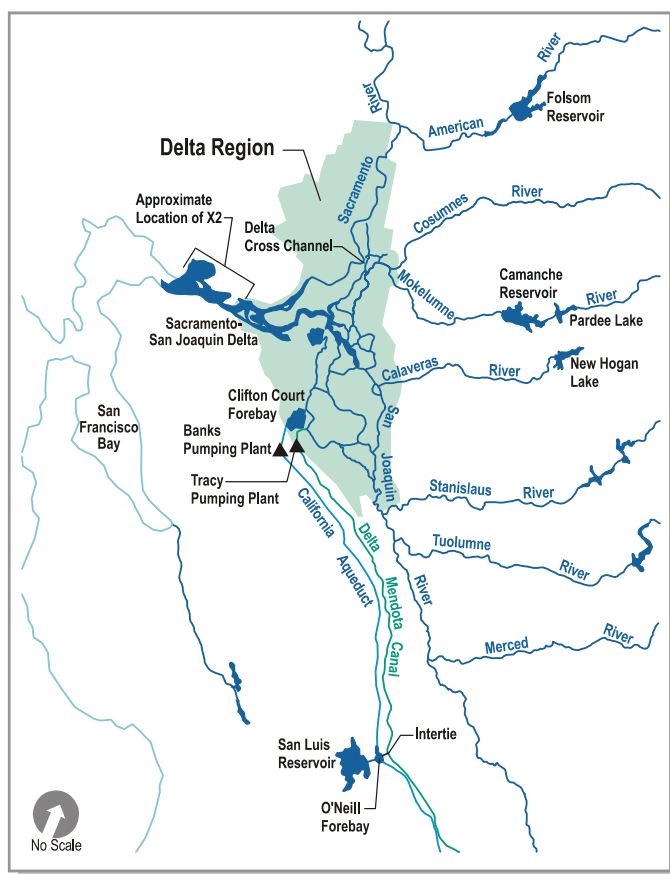 River
American
River
Folsom
Reservoir
Delta Region
Sacramento
River
Approximate
Location of X2
Delta
Cross Channel
Cosumnes
River
Mokelumne
Camanche
Reservoir
River
Pardee Lake
Sacramento-
San Joaquin Delta
New Hogan
Lake
Calaveras
River
San
Francisco
Bay
Clifton Court
Forebay
Banks
Pumping Plant
Tracy
Pumping Plant
San
Joaquin
River
Stanislaus
River
California
Aqueduct
Delta
Mendota
Canal
Tuolumne
River
Merced
River
San Luis
Reservoir
Intertie
O'Neill
Forebay
No Scale